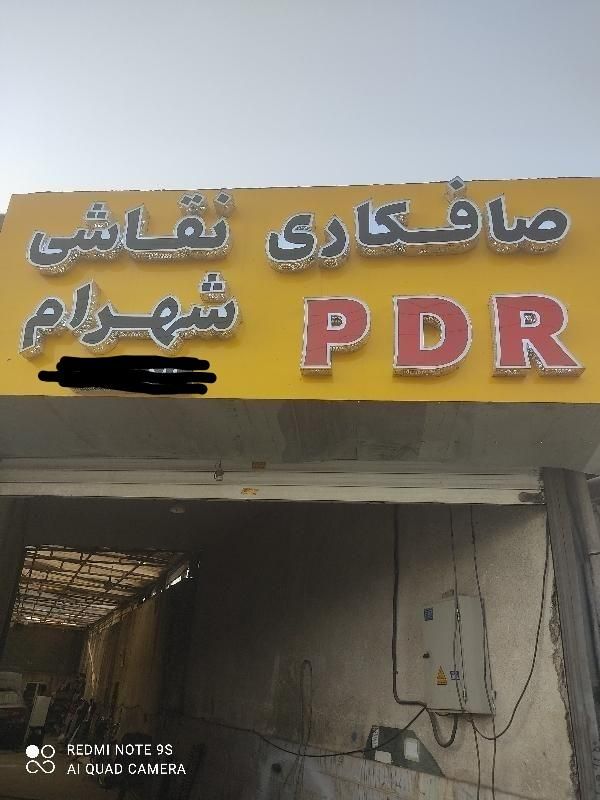 صافکاری نقاشی
PDR شهرام
REDMI NOTE 9S
AI QUAD CAMERA